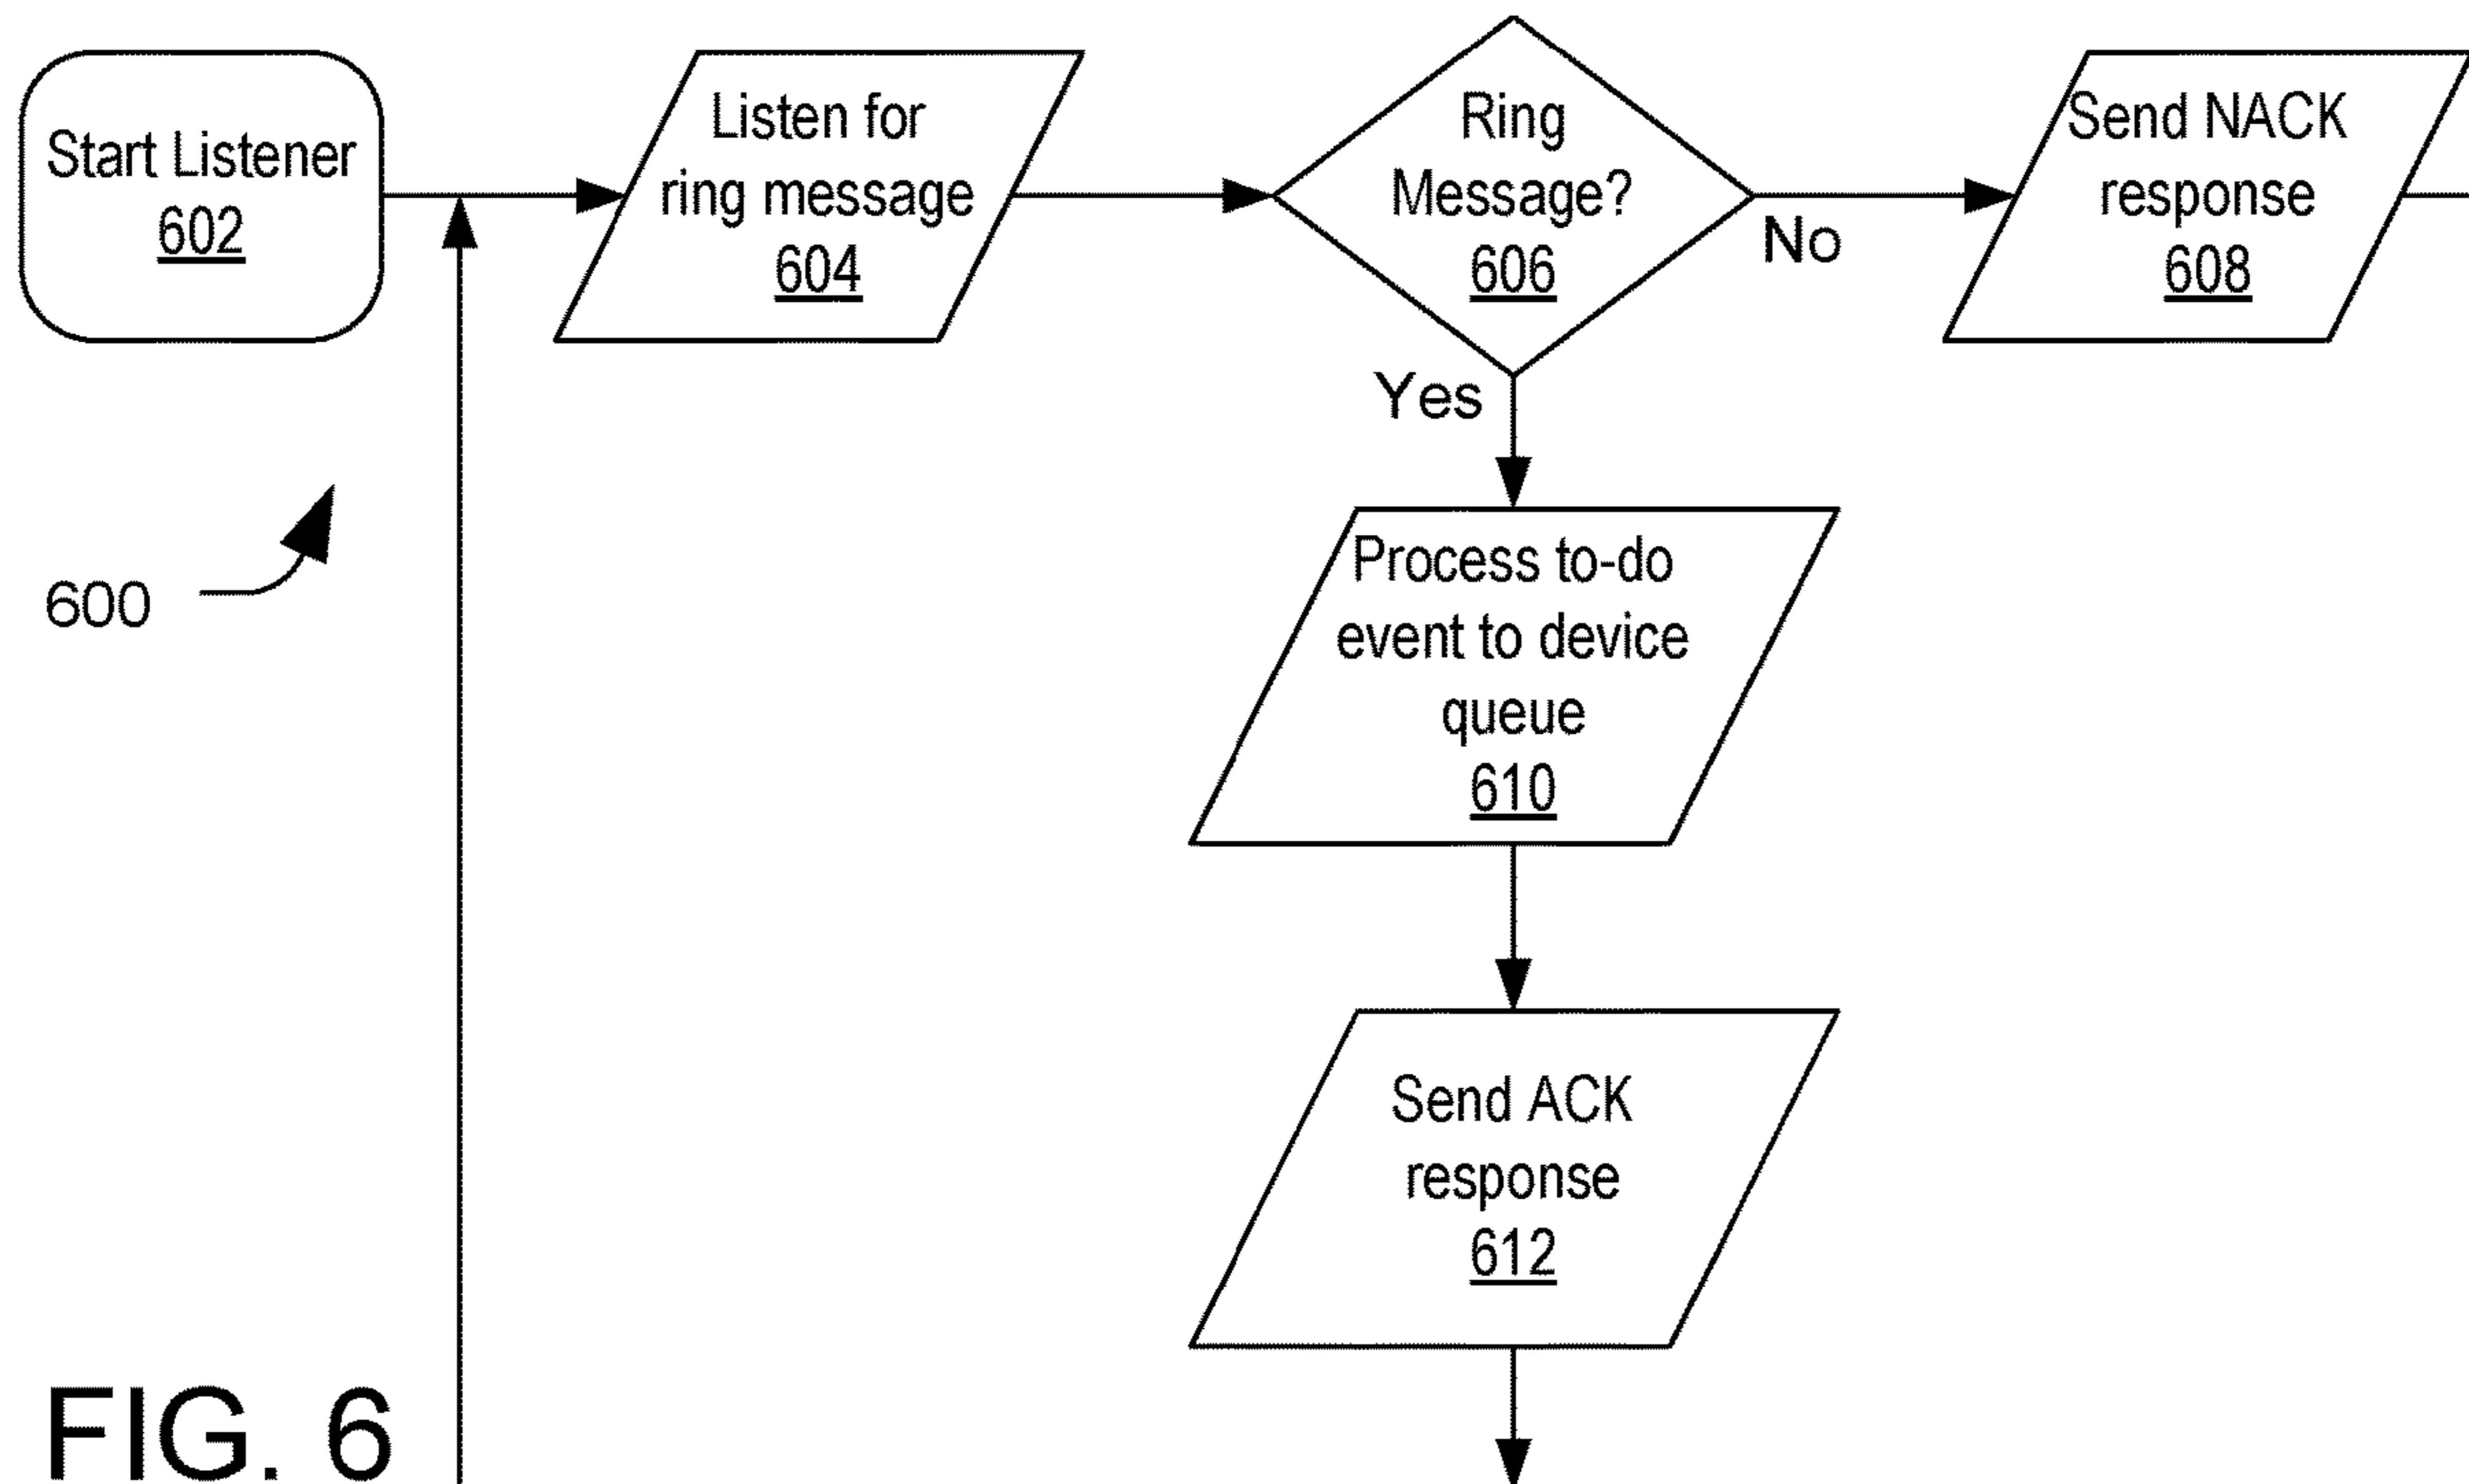 Start Listener
602
Listen for
ring message
604
Ring
Message?
606
No
Send NACK
response
608
Yes
600
Process to-do
event to device
queue
610
Send ACK
response
612
FIG. 6